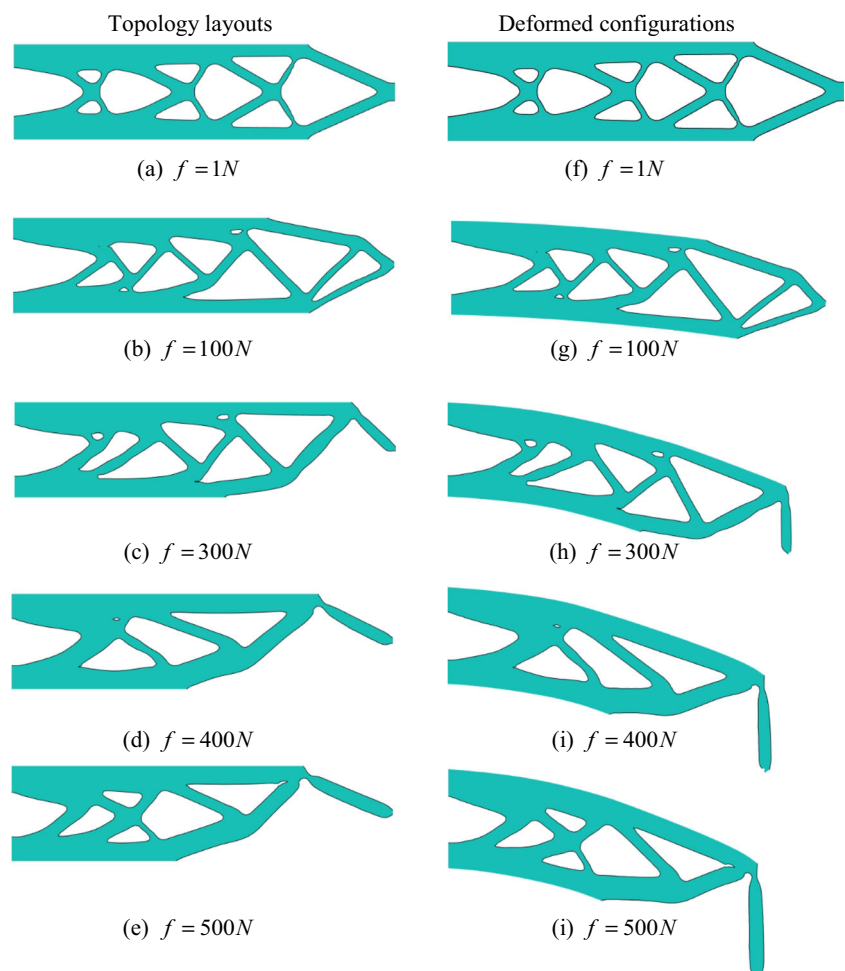 Topology layouts
Deformed configurations
(a) f = 1N
(f) f = 1N
(b) f = 100N
(g) f = 100N
(c) f = 300N
(h) f = 300N
(d) f = 400N
(i) f = 400N
(e) f = 500N
(i) f = 500N